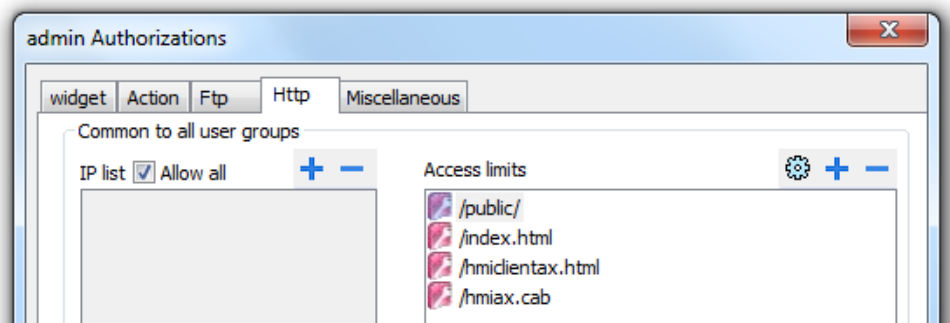 admin Authorizations
widget Action Ftp Http Miscellaneous
Common to all user groups
IP list Allow all
Access limits
/public/
/index.html
/hmiclientax.html
/hmiax.cab